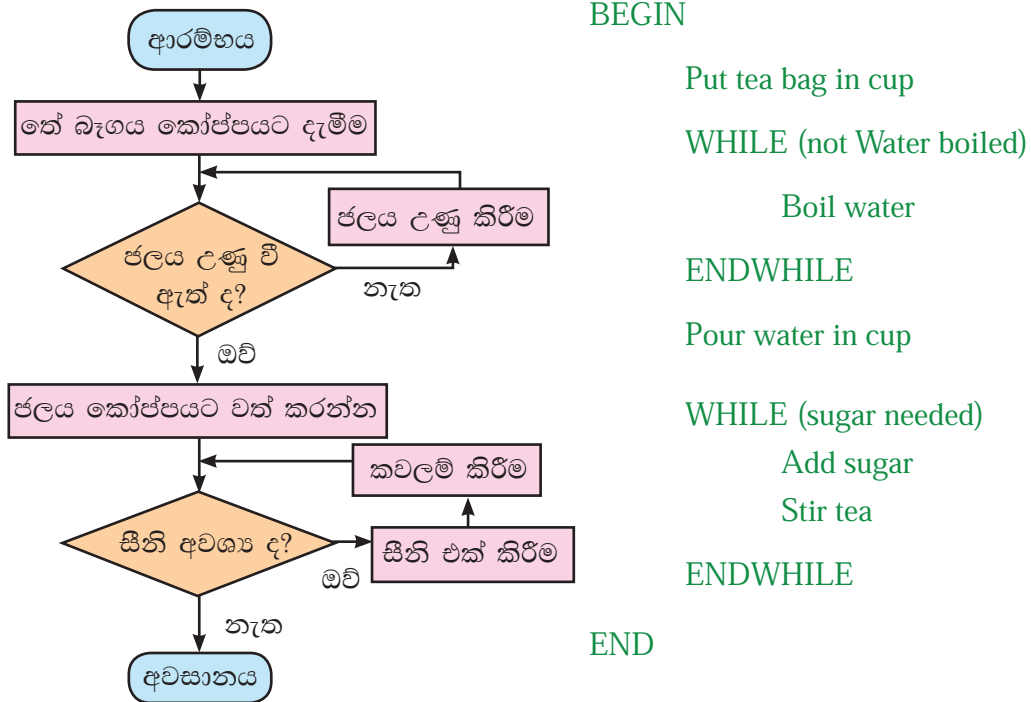 ආරම්භය
තේ බෑගය කෝප්පයට දැමීම
ජලය උණු කිරීම
ජලය උණු වී
ඇත් ද?
නැත
ඔව්
ජලය කෝප්පයට වත් කරන්න
කවලම් කිරීම
සීනි අවශ්‍ය ද?
සීනි එක් කිරීම
ඔව්
නැත
අවසානය
BEGIN
Put tea bag in cup
WHILE (not Water boiled)
Boil water
ENDWHILE
Pour water in cup
WHILE (sugar needed)
Add sugar
Stir tea
ENDWHILE
END